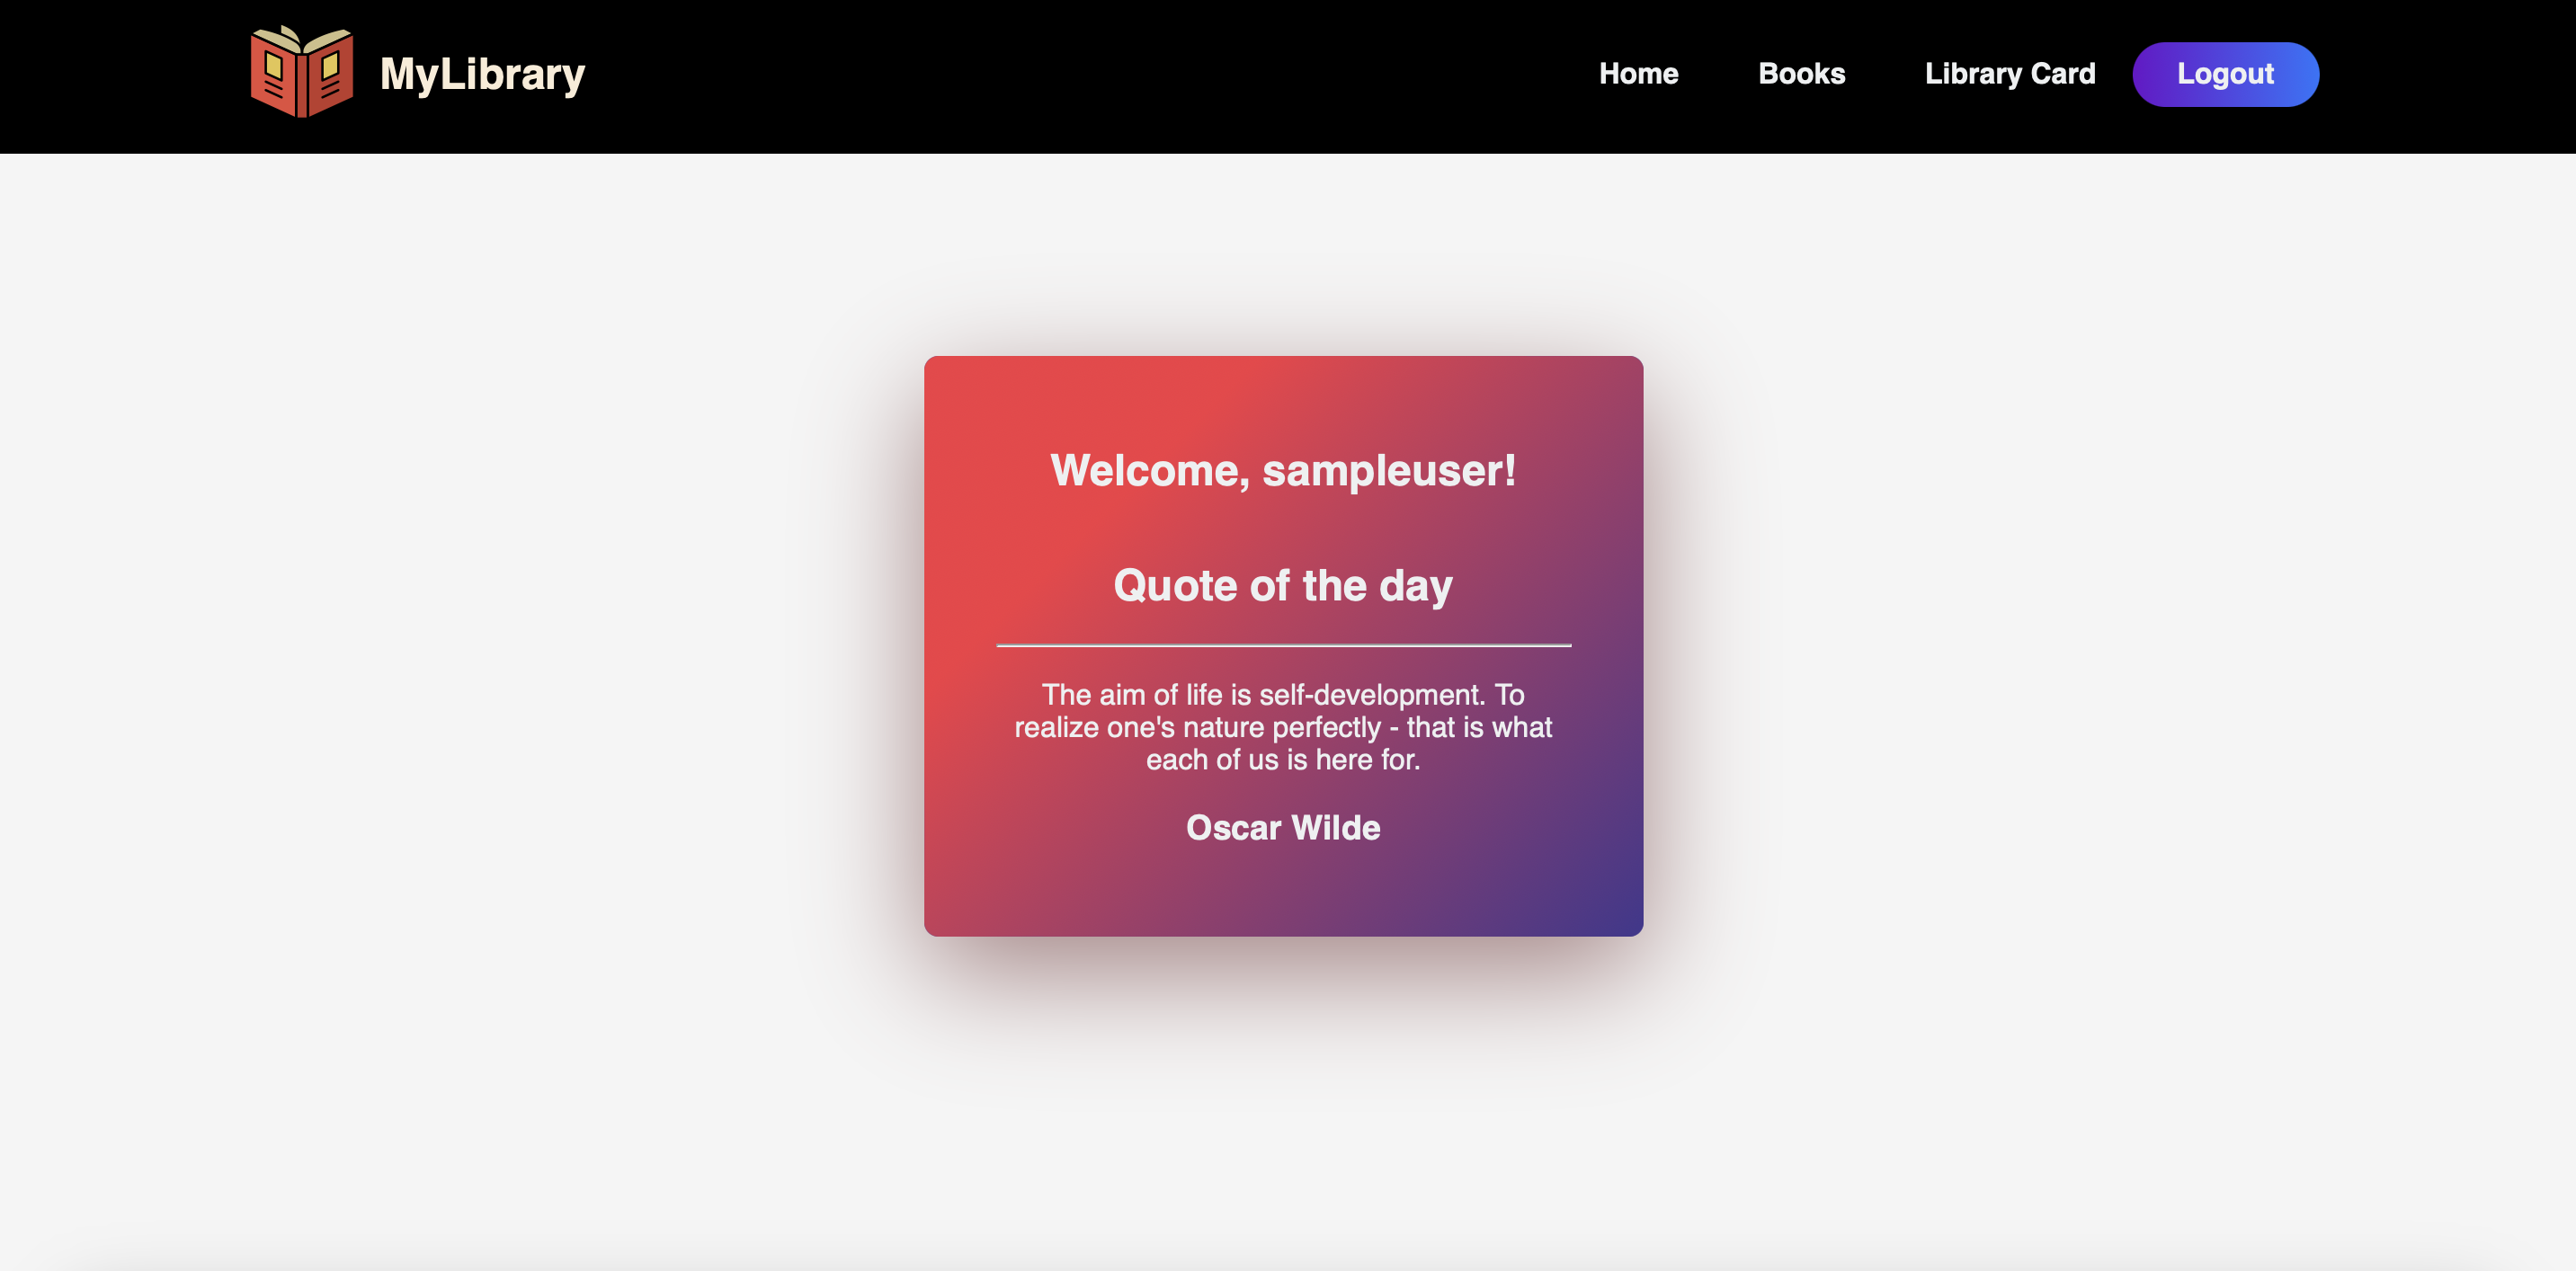 MyLibrary
Home
Books
Library Card
Logout
Welcome, sampleuser!
Quote of the day
The aim of life is self-development. To
realize one's nature perfectly - that is what
each of us is here for.
Oscar Wilde